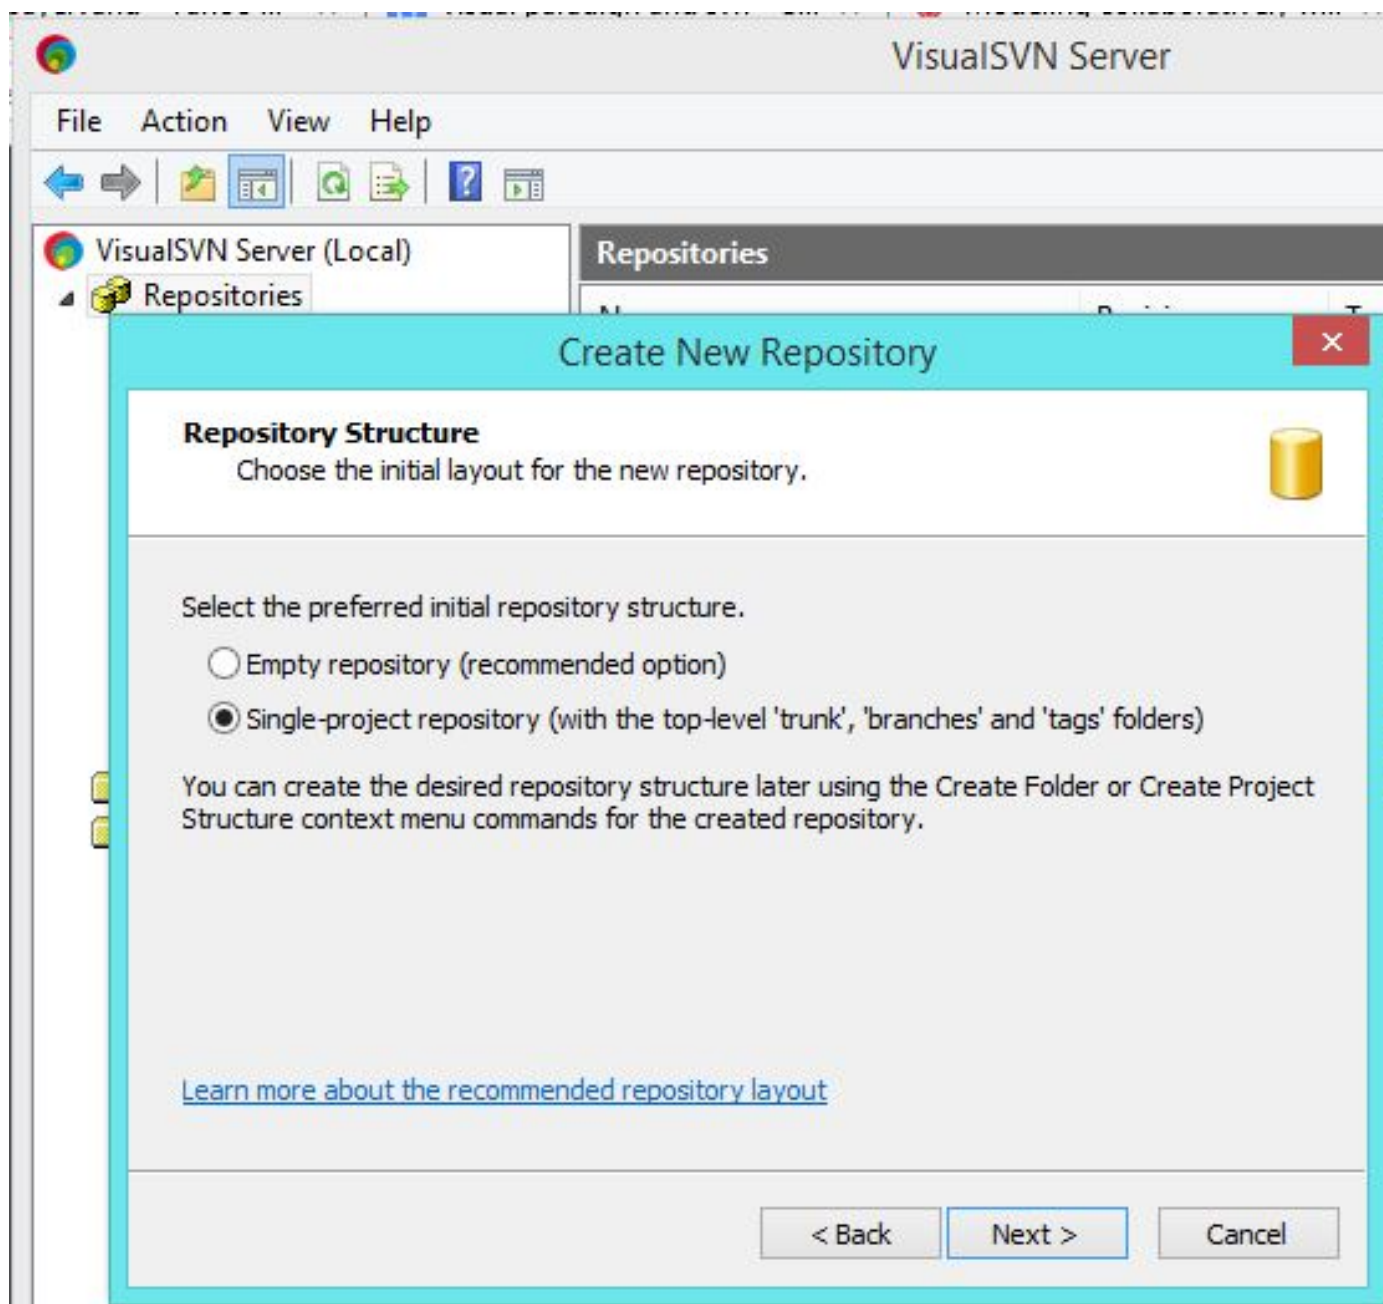 VisualSVN Server
File Action View Help
VisualSVN Server (Local)
Repositories
Repositories
Create New Repository
Repository Structure
Choose the initial layout for the new repository.
Select the preferred initial repository structure.
Empty repository (recommended option)
Single-project repository (with the top-level 'trunk', 'branches' and 'tags' folders)
You can create the desired repository structure later using the Create Folder or Create Project
Structure context menu commands for the created repository.
Learn more about the recommended repository layout
< Back Next > Cancel